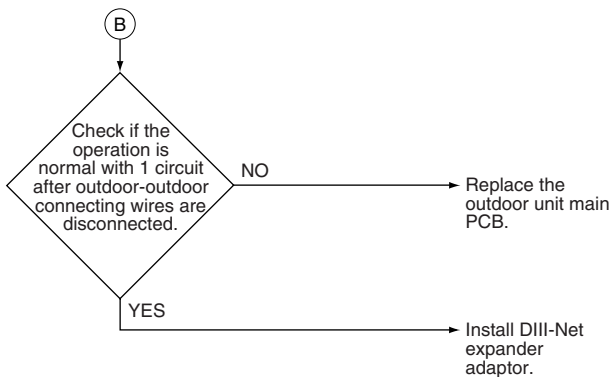 B
Check if the
operation is
normal with 1 circuit
after outdoor-outdoor
connecting wires are
disconnected.
NO
Replace the
outdoor unit main
PCB.
YES
Install DIII-Net
expander
adaptor.